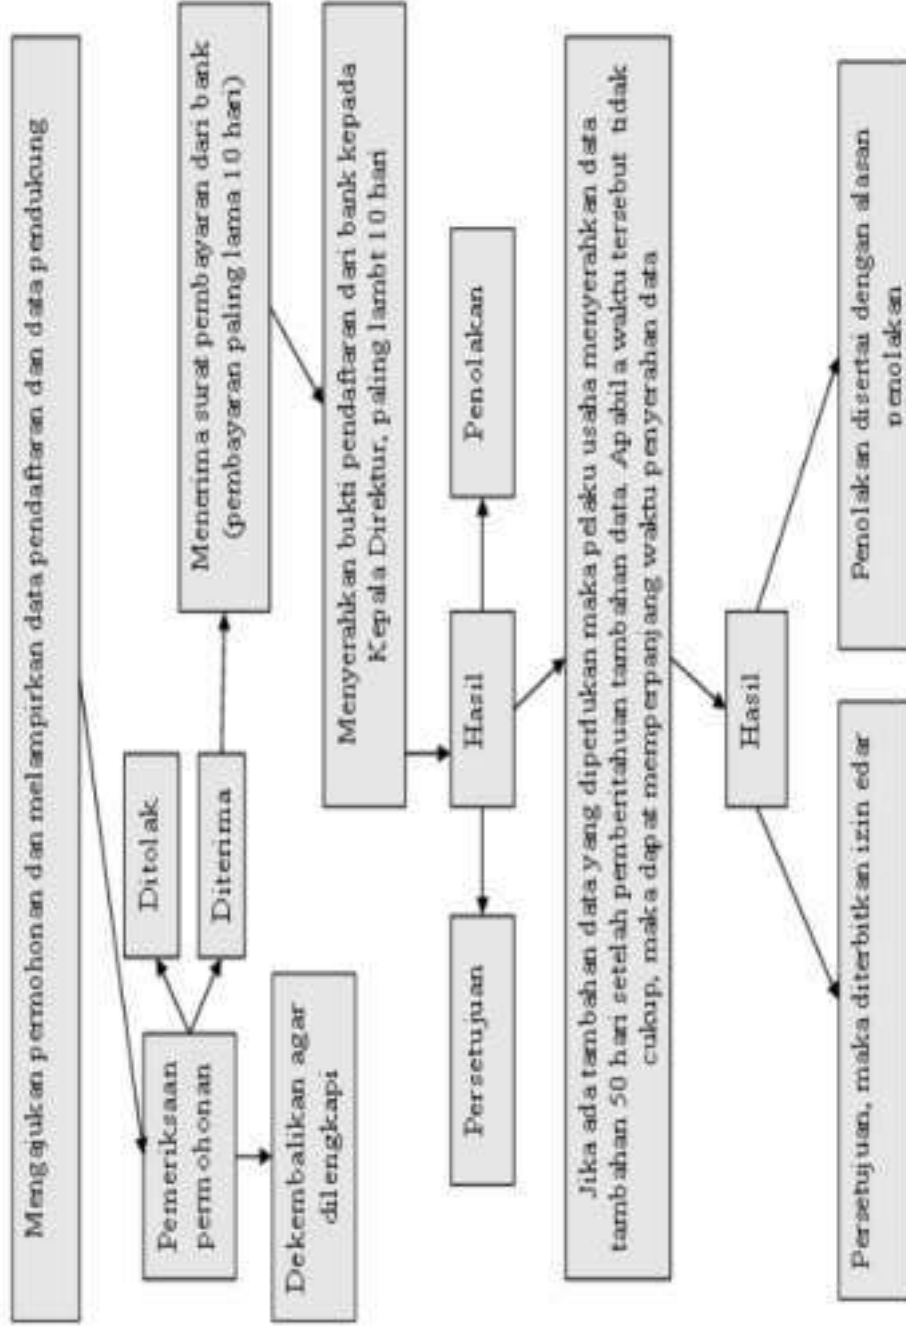 Mengajukan permohonan dan melampirkan data pendaftaran dan data pendukung
Pemeriksaan
permohonan
Ditolak
Diterima
Dekembalikan agar
dilengkapi
Menerima surat pembayaran dari bank
(pembayaran paling lama 10 hari)
Menyerahkan bukti pendaftaran dari bank kepada
Kepala Direktur, paling lambt 10 hari
Persetujuan
Hasil
Penolakan
Jika ada tambahan data yang diperlukan maka pelaku usaha menyerahkan data
tambahan 50 hari setelah pemberitahuan tambahan data. Apabila waktu tersebut tidak
cukup, maka dapat memperpanjang waktu penyerahan data
Hasil
Persetujuan, maka diterbitkan izin edar
Penolakan disertai dengan alasan
penolakan